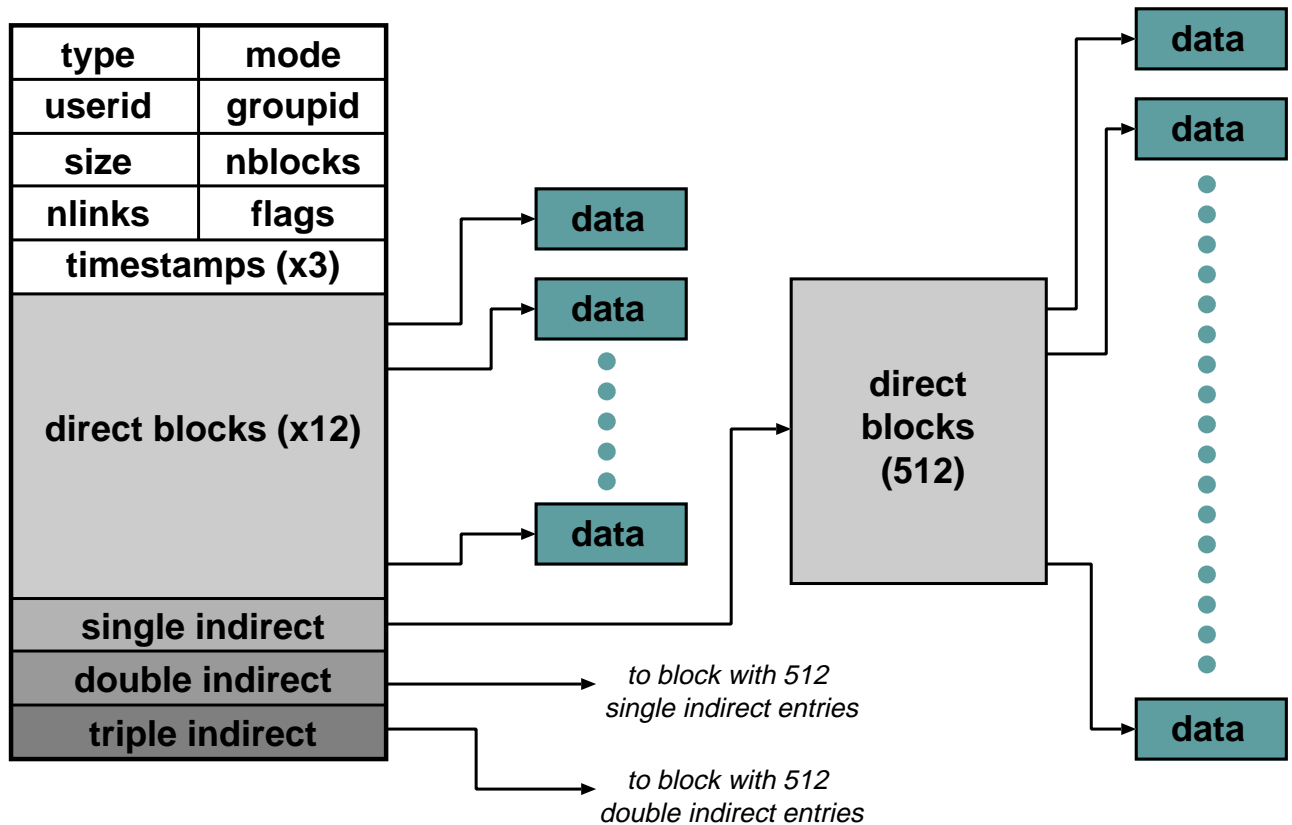 type mode
userid groupid
size nblocks
nlinks flags
timestamps (x3)
direct blocks (x12)
single indirect
double indirect
triple indirect
data
data
data
to block with 512
single indirect entries
to block with 512
double indirect entries
direct
blocks
(512)
data
data
data